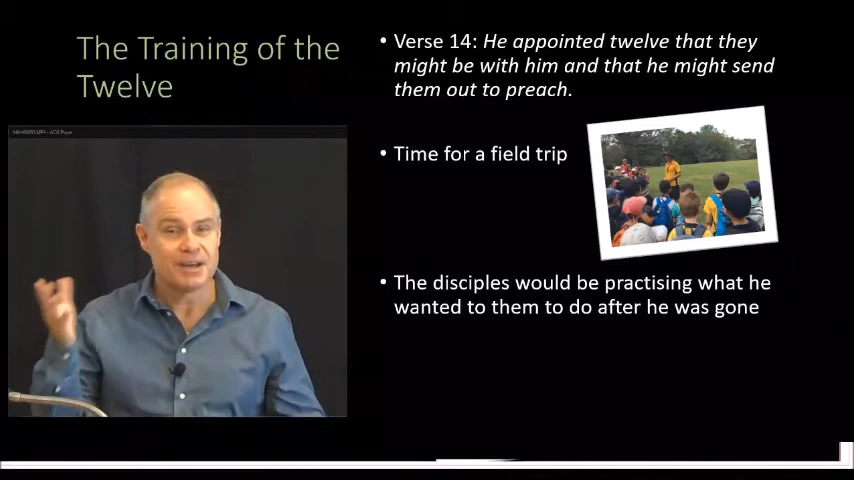 The Training of the
Twelve
• Verse 14: He appointed twelve that they
might be with him and that he might send
them out to preach.
• Time for a field trip
• The disciples would be practising what he
wanted to them to do after he was gone